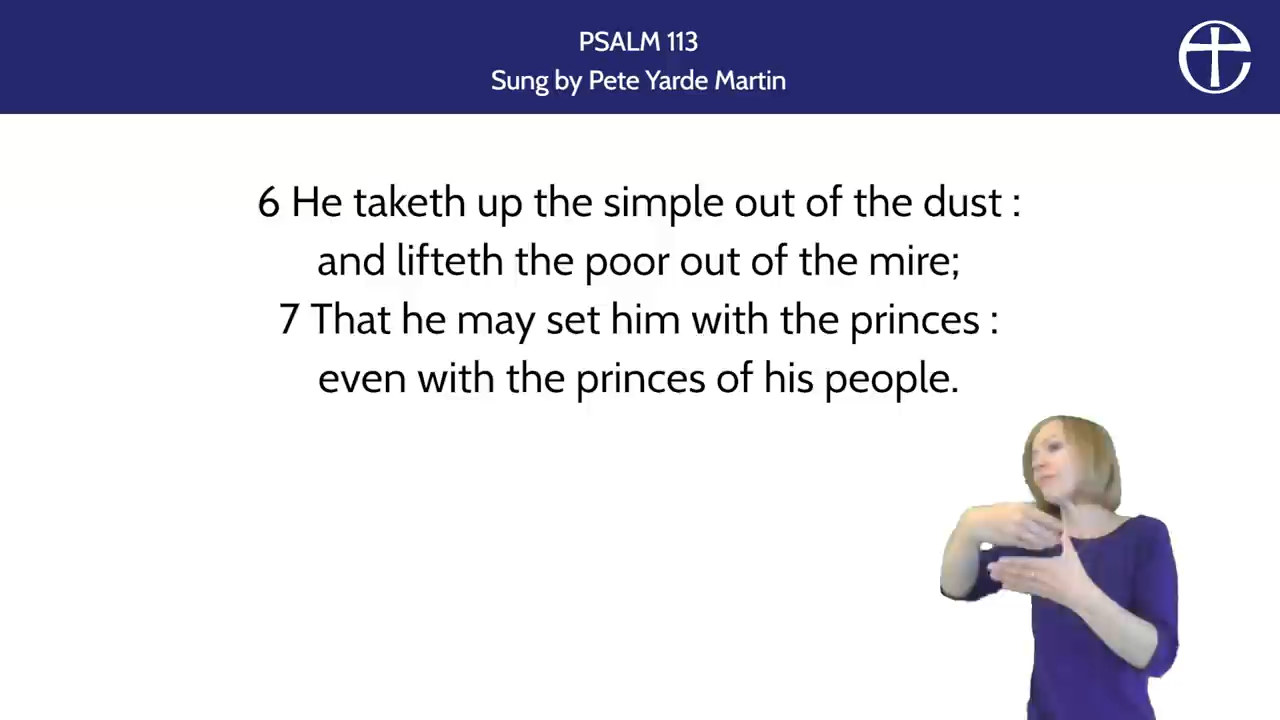 PSALM 113
Sung by Pete Yarde Martin
6 He taketh up the simple out of the dust :
and lifteth the poor out of the mire;
7 That he may set him with the princes :
even with the princes of his people.